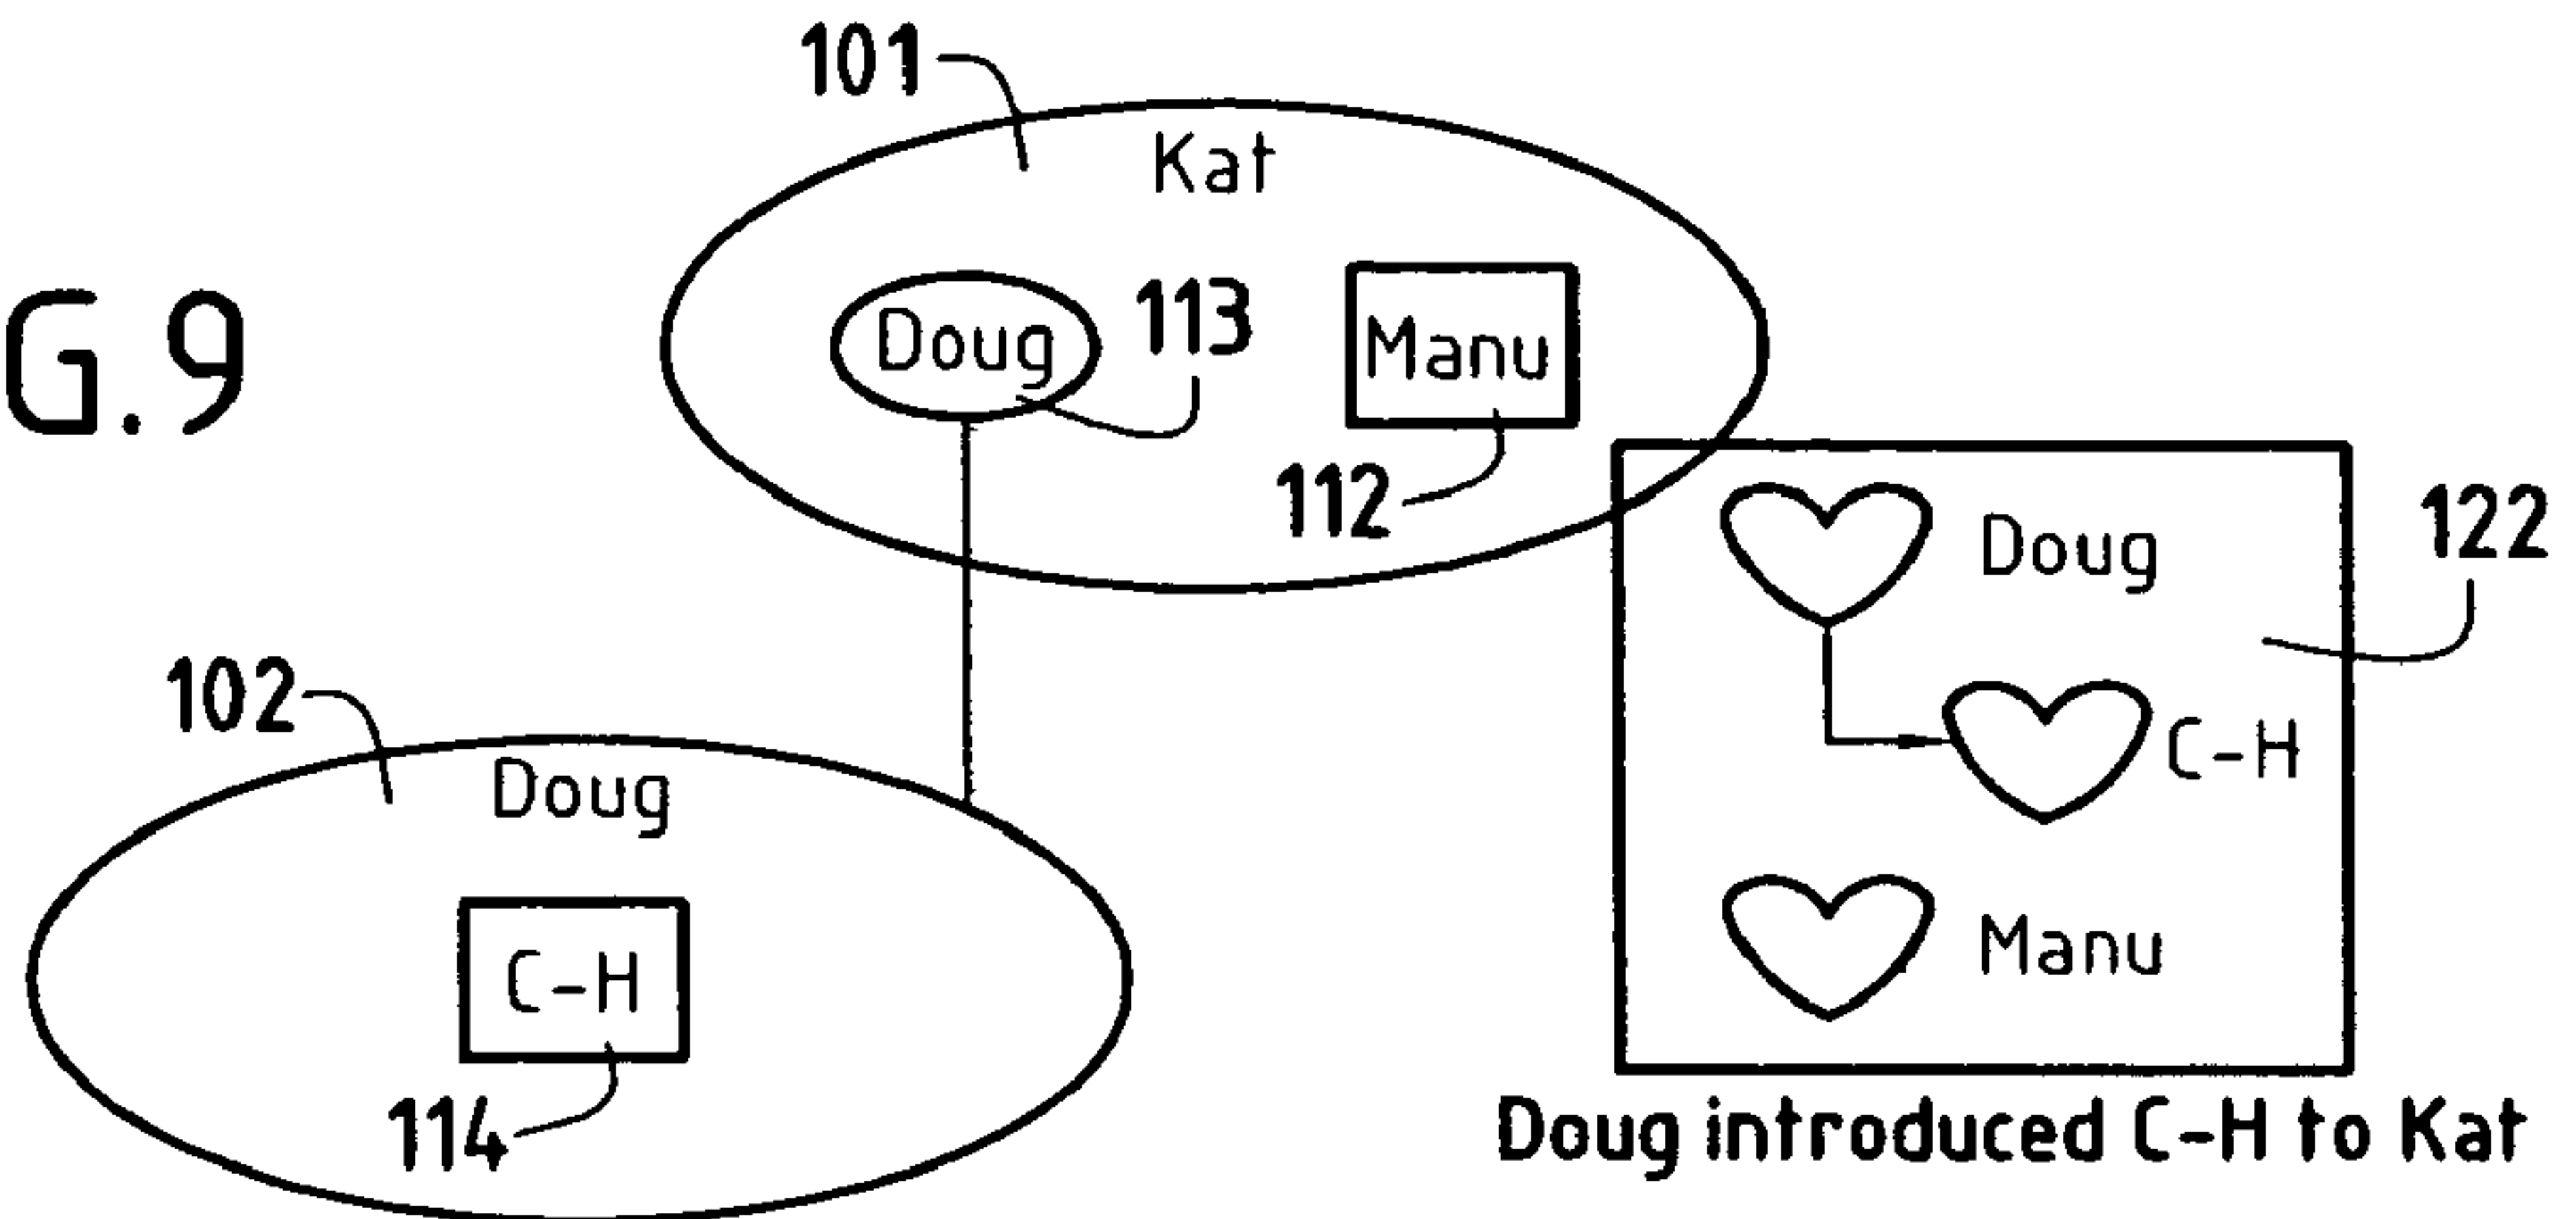 101
Kat
G.9
Doug
113
Manu
112
122
Doug
C-H
Manu
102
Doug
C-H
114
Doug introduced C-H to Kat